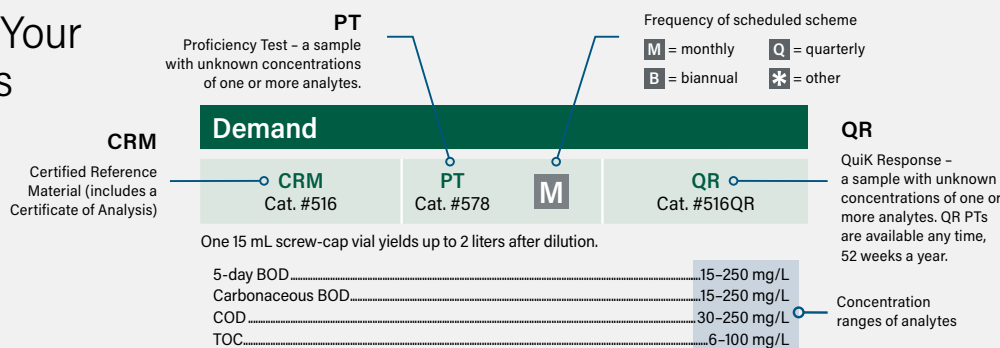 Your
s
PT
Proficiency Test – a sample
with unknown concentrations
of one or more analytes.
Frequency of scheduled scheme
M = monthly
Q = quarterly
B = biannual
* = other
CRM
Certified Reference
Material (includes a
Certificate of Analysis)
Demand
CRM
Cat. #516
PT
Cat. #578
M
QR
Cat. #516QR
QR
QuiK Response –
a sample with unknown
concentrations of one or
more analytes. QR PTs
are available any time,
52 weeks a year.
One 15 mL screw-cap vial yields up to 2 liters after dilution.
5-day BOD 15–250 mg/L
Carbonaceous BOD 15–250 mg/L
COD 30–250 mg/L
TOC 6–100 mg/L
Concentration
ranges of analytes